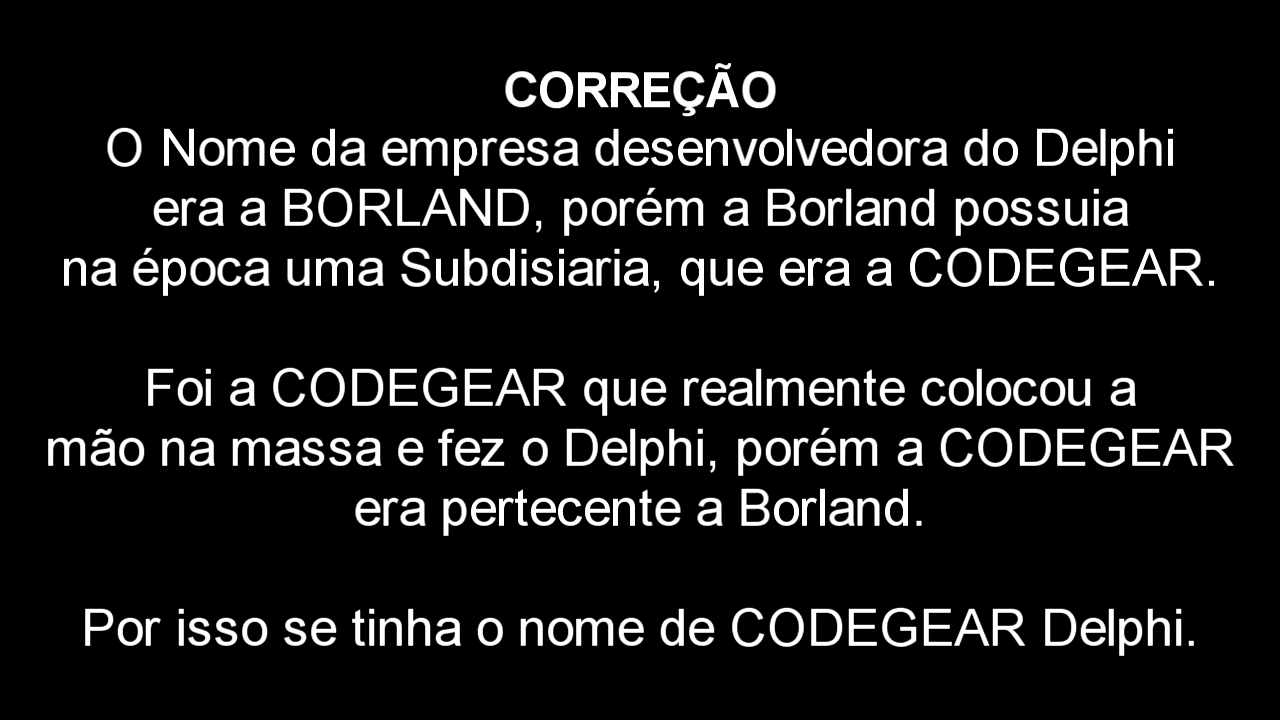 CORREÇÃO
O Nome da empresa desenvolvedora do Delphi
era a BORLAND, porém a Borland possuia
na época uma Subdisiaria, que era a CODEGEAR.
Foi a CODEGEAR que realmente colocou a
mão na massa e fez o Delphi, porém a CODEGEAR
era pertecente a Borland.
Por isso se tinha o nome de CODEGEAR Delphi.